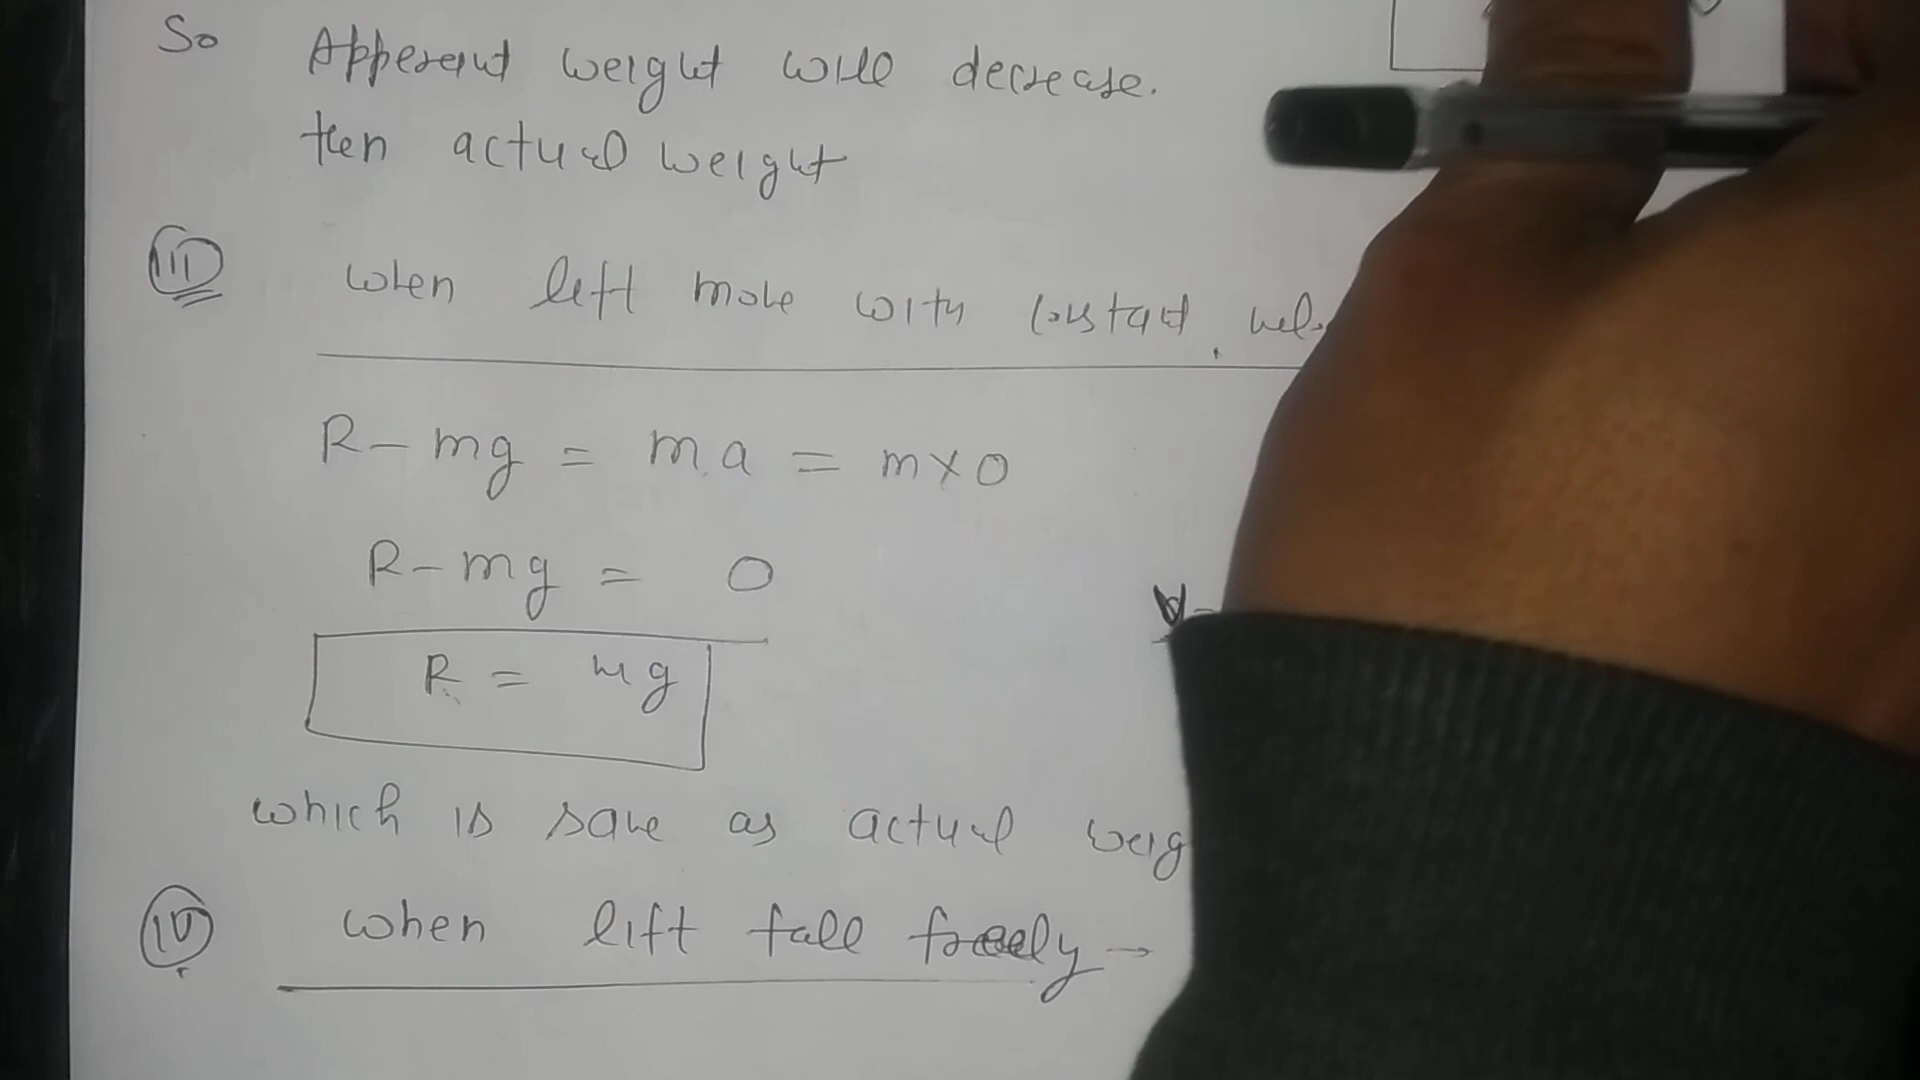 So Apperent weight will decrease.
then actual weight
(iii) when lift move with constant
R - mg = ma = m×0
R - mg = 0
R = mg
which is same as actual
(iv) when lift fall freely →